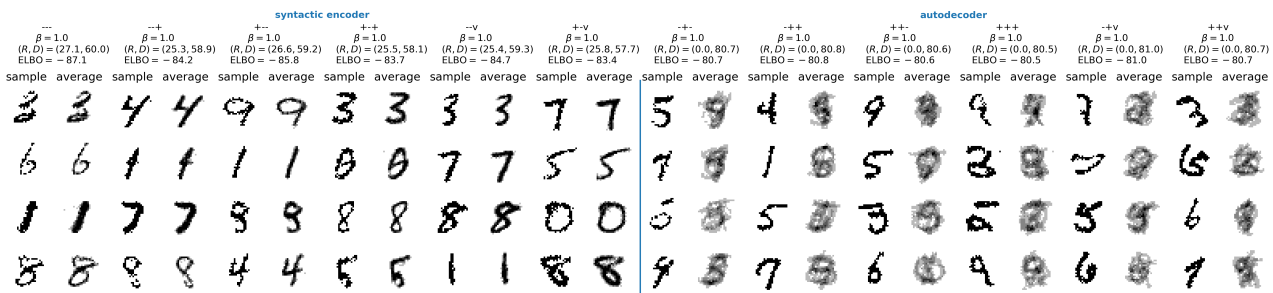 syntactic encoder autodecoder
--- --+ +-- +-+ --v +-v -+- -++ ++- +++ -+v ++v
β = 1.0 β = 1.0 β = 1.0 β = 1.0 β = 1.0 β = 1.0 β = 1.0 β = 1.0 β = 1.0 β = 1.0 β = 1.0 β = 1.0
(R, D) = (27.1, 60.0) (R, D) = (25.3, 58.9) (R, D) = (26.6, 59.2) (R, D) = (25.5, 58.1) (R, D) = (25.4, 59.3) (R, D) = (25.8, 57.7) (R, D) = (0.0, 80.7) (R, D) = (0.0, 80.8) (R, D) = (0.0, 80.6) (R, D) = (0.0, 80.5) (R, D) = (0.0, 81.0) (R, D) = (0.0, 80.7)
ELBO = −87.1 ELBO = −84.2 ELBO = −85.8 ELBO = −83.7 ELBO = −84.7 ELBO = −83.4 ELBO = −80.7 ELBO = −80.8 ELBO = −80.6 ELBO = −80.5 ELBO = −81.0 ELBO = −80.7
sample average sample average sample average sample average sample average sample average sample average sample average sample average sample average sample average sample average